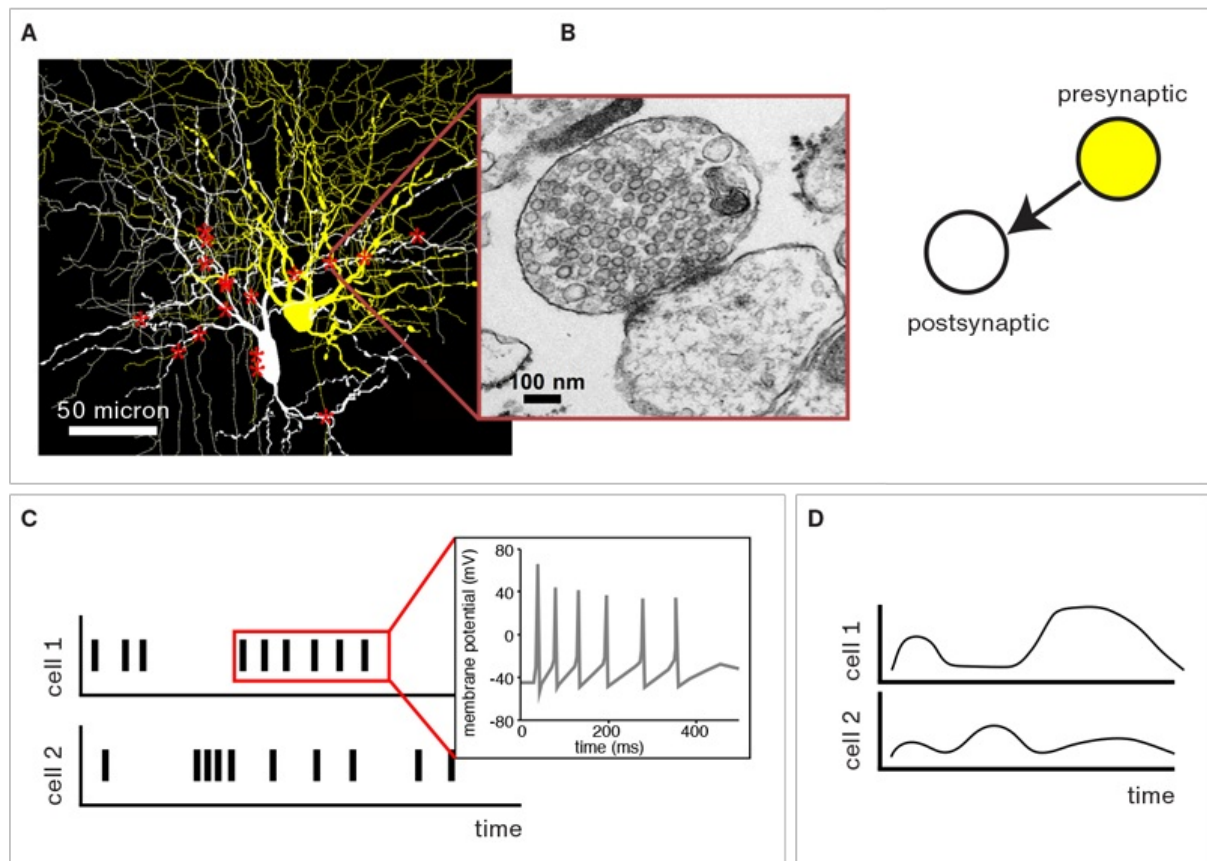 A
B
presynaptic
postsynaptic
50 micron
100 nm
C
cell 1
cell 2
time
membrane potential (mV)
80
40
0
-40
-80
0
200
400
time (ms)
D
cell 1
cell 2
time